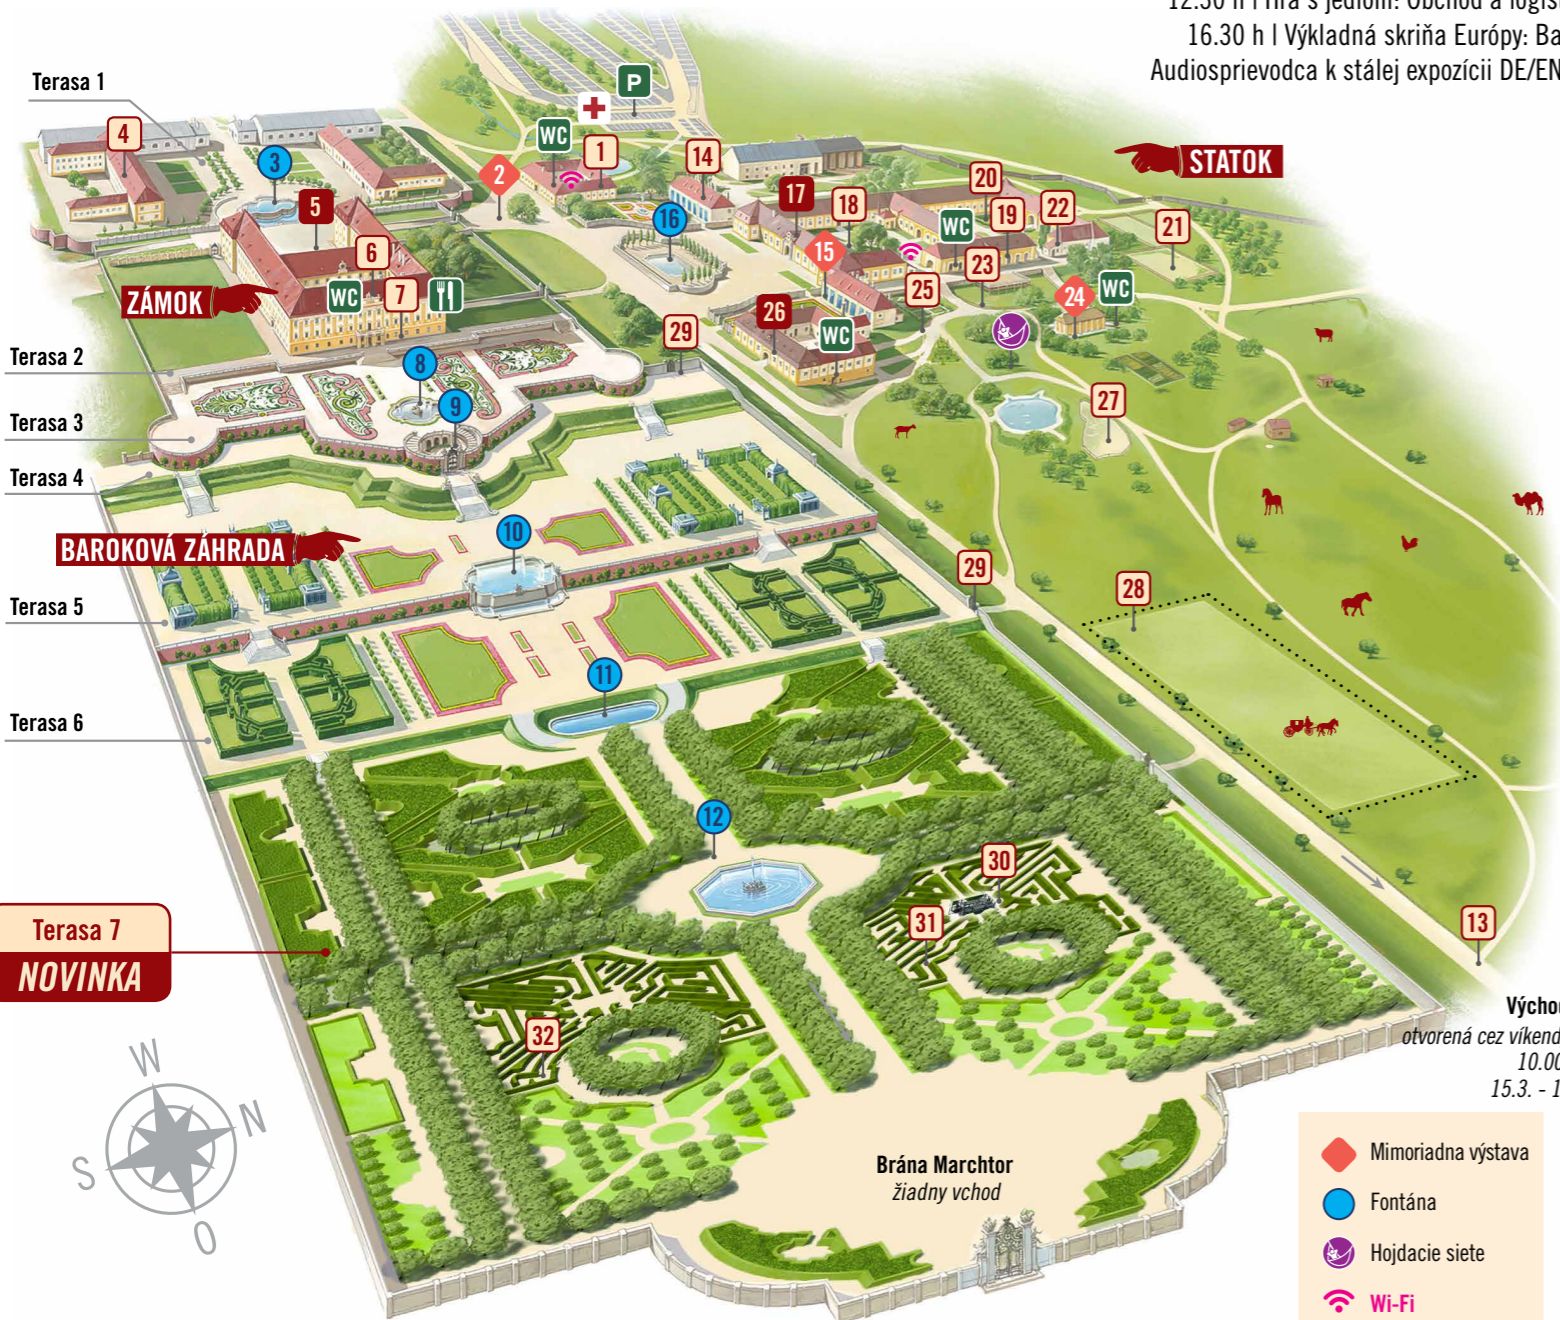 12.30 h I Hra s jedlom: Obchod a logis
16.30 h I Výkladná skriňa Európy: Ba
Audiosprievodca k stálej expozícii DE/EN
Terasa 1
P
4
WC
3
1
14
STATOK
2
5
17
20
16
18
WC
19
22
21
6
15
ZÁMOK
WC
7
23
25
24
WC
26
WC
29
Terasa 2
8
9
27
Terasa 3
Terasa 4
10
BAROKOVÁ ZÁHRADA
29
28
Terasa 5
11
Terasa 6
12
30
31
13
Terasa 7
NOVINKA
32
W
N
S
O
Výcho
otvorená cez víkend
10.00
15.3. - 1
Brána Marchtor
žiadny vchod
Mimoriadna výstava
Fontána
Hojdacie siete
Wi-Fi